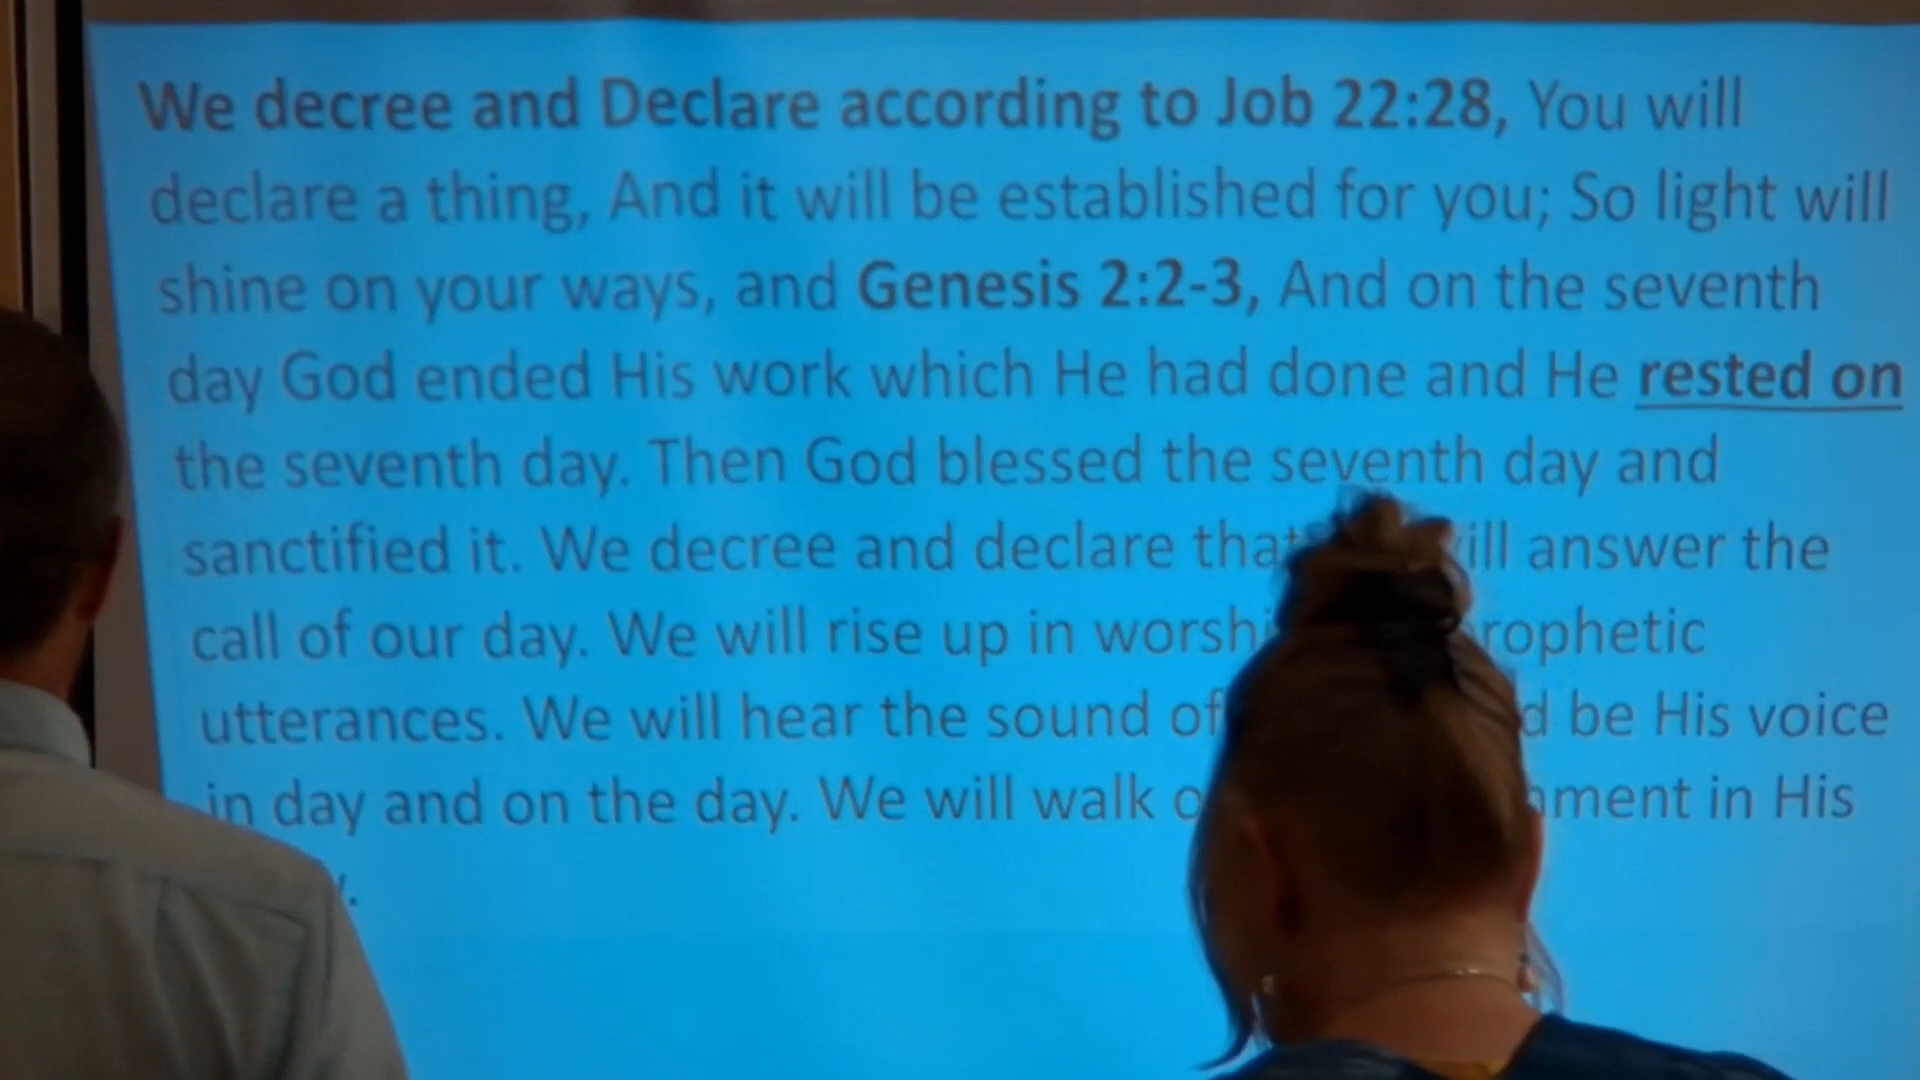 We decree and Declare according to Job 22:28, You will
declare a thing, And it will be established for you; So light will
shine on your ways, and Genesis 2:2-3, And on the seventh
day God ended His work which He had done and He rested on
the seventh day. Then God blessed the seventh day and
sanctified it. We decree and declare that answer the
call of our day. We will rise up in
utterances. We will hear the sound of be His voice
in day and on the day. We will walk in His